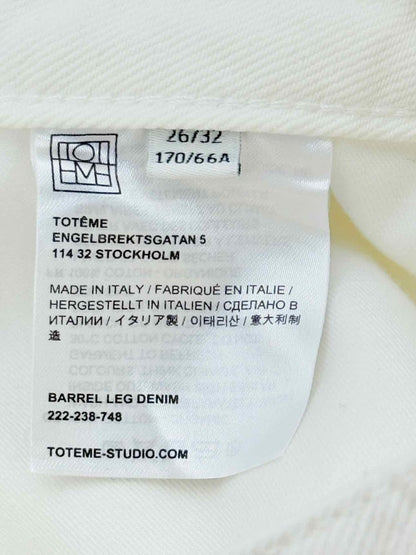 TOT
EME
26/32
170/66A
TOTÊME
ENGELBREKTSGATAN 5
114 32 STOCKHOLM
MADE IN ITALY / FABRIQUÉ EN ITALIE /
HERGESTELLT IN ITALIEN / СДЕЛАНО В
ИТАЛИИ / イタリア製 / 이태리산 / 意大利制
造
BARREL LEG DENIM
222-238-748
TOTEME-STUDIO.COM